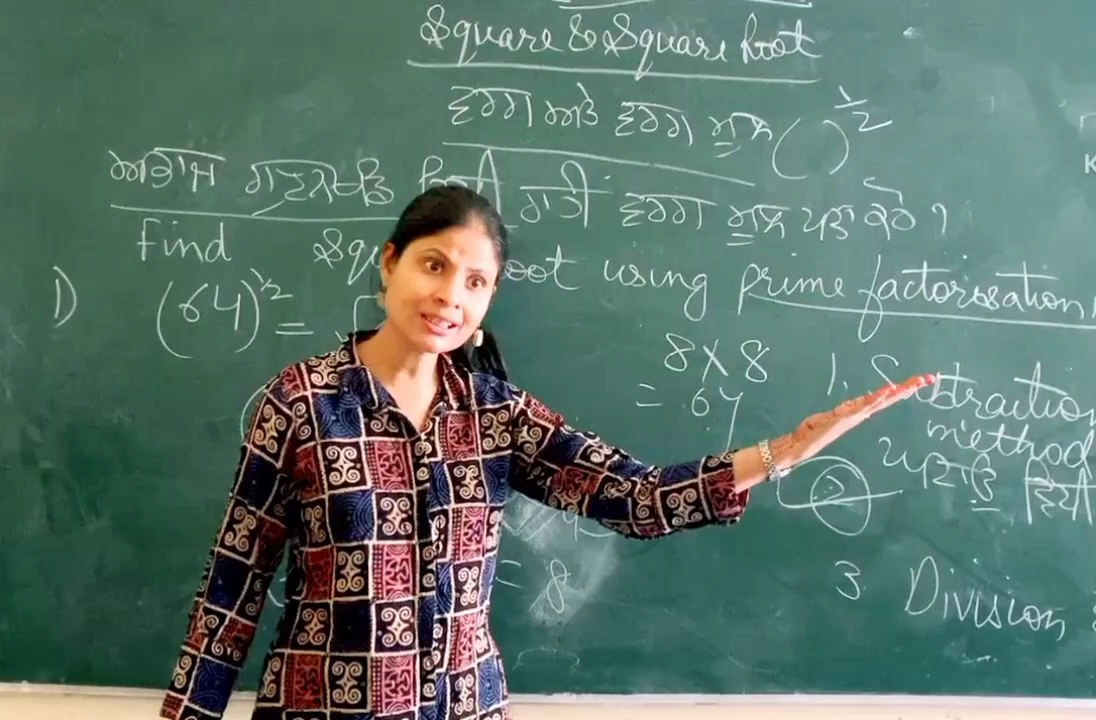 Square & Square Root
ਵਰਗ ਅਤੇ ਵਰਗ ਮੂਲ ( )^1/2
ਅਭਾਜ ਗੁਣਨਖੰਡ ਵਿਧੀ ਰਾਹੀਂ ਵਰਗ ਮੂਲ ਪਤਾ ਕਰੋ ?
Find oot using prime factorisation
1) (64)^1/2 = √
8 X 8
= 64
1. Subtraction method
ਘਟਾਉ ਵਿਧੀ
2.
= 8
3. Division